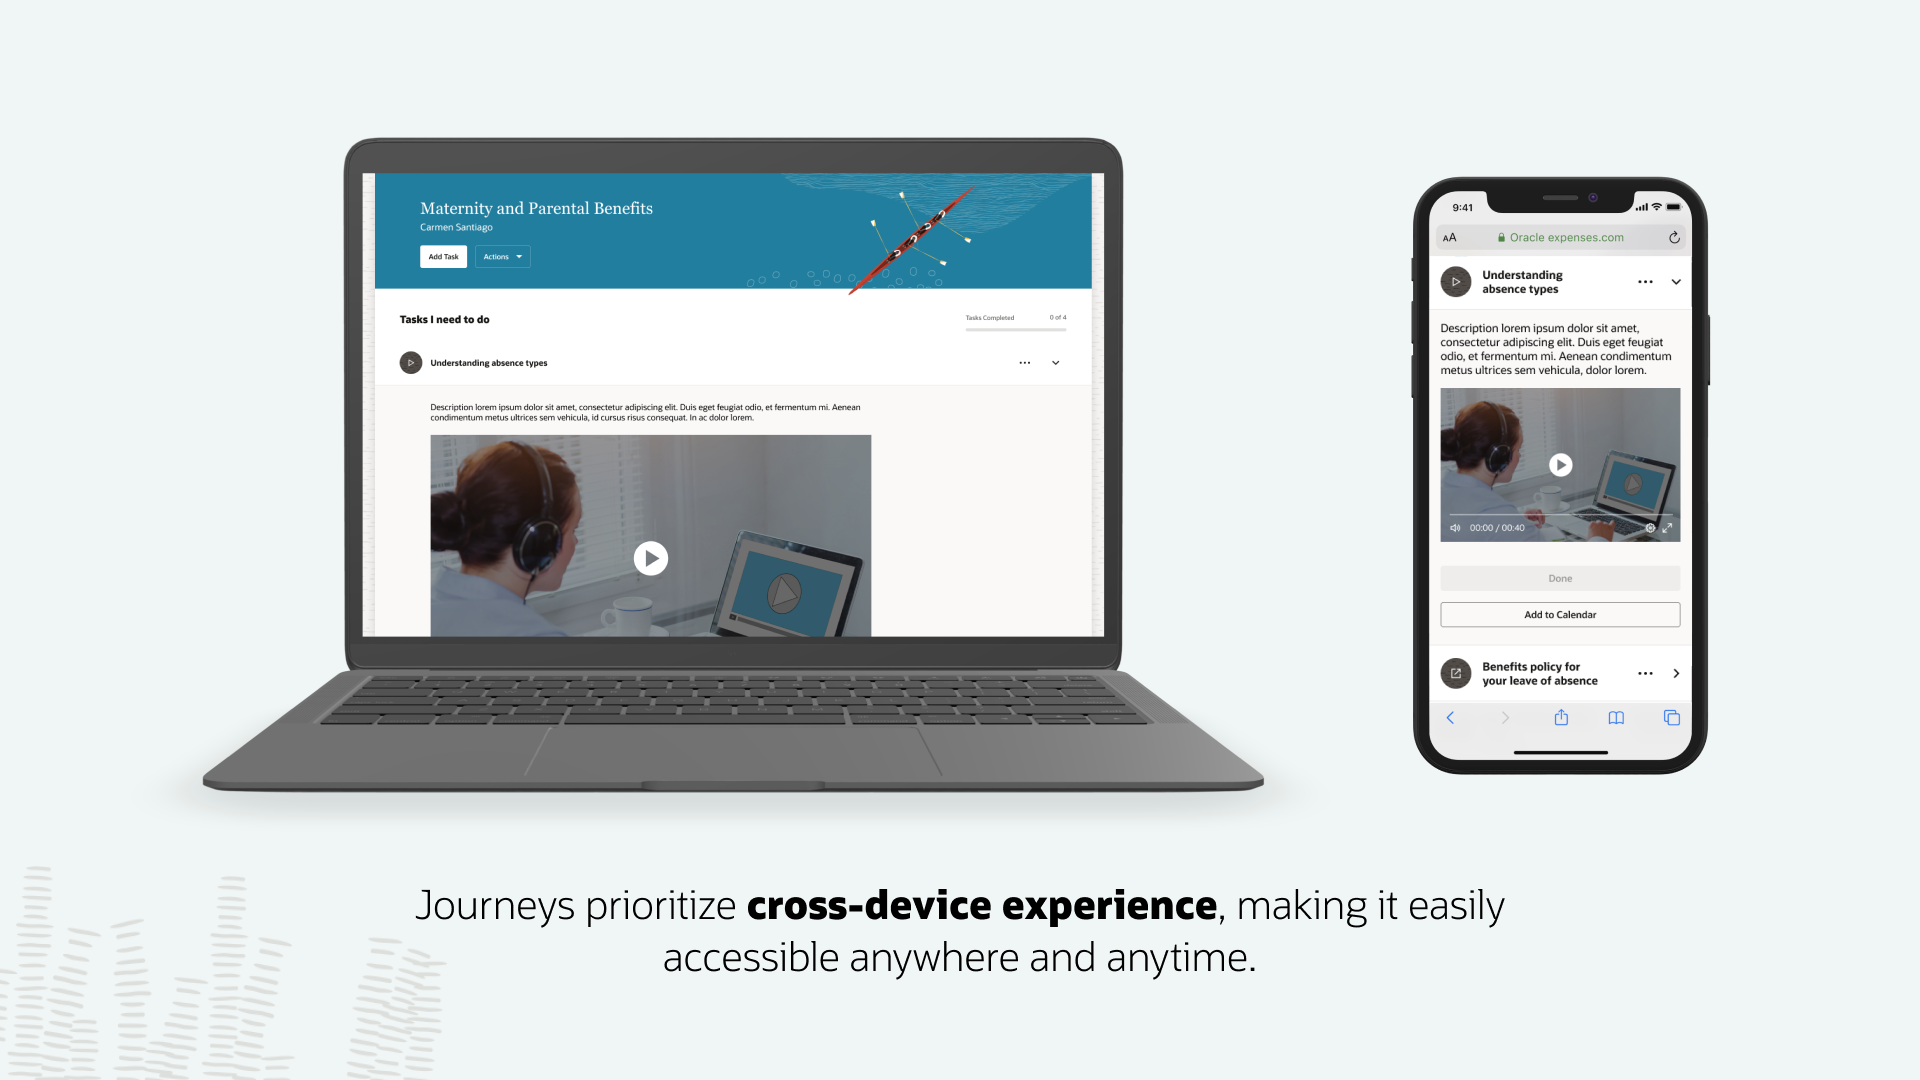 Maternity and Parental Benefits
Carmen Santiago
Add Task
Actions
Tasks I need to do
Tasks Completed 0 of 4
Understanding absence types
Description lorem ipsum dolor sit amet, consectetur adipiscing elit. Duis eget feugiat odio, et fermentum mi. Aenean
condimentum metus ultrices sem vehicula, id cursus risus consequat. In ac dolor lorem.
9:41
AA
Oracle expenses.com
Understanding
absence types
Description lorem ipsum dolor sit amet,
consectetur adipiscing elit. Duis eget feugiat
odio, et fermentum mi. Aenean condimentum
metus ultrices sem vehicula, dolor lorem.
00:00 / 00:40
Done
Add to Calendar
Benefits policy for
your leave of absence
Journeys prioritize cross-device experience, making it easily
accessible anywhere and anytime.